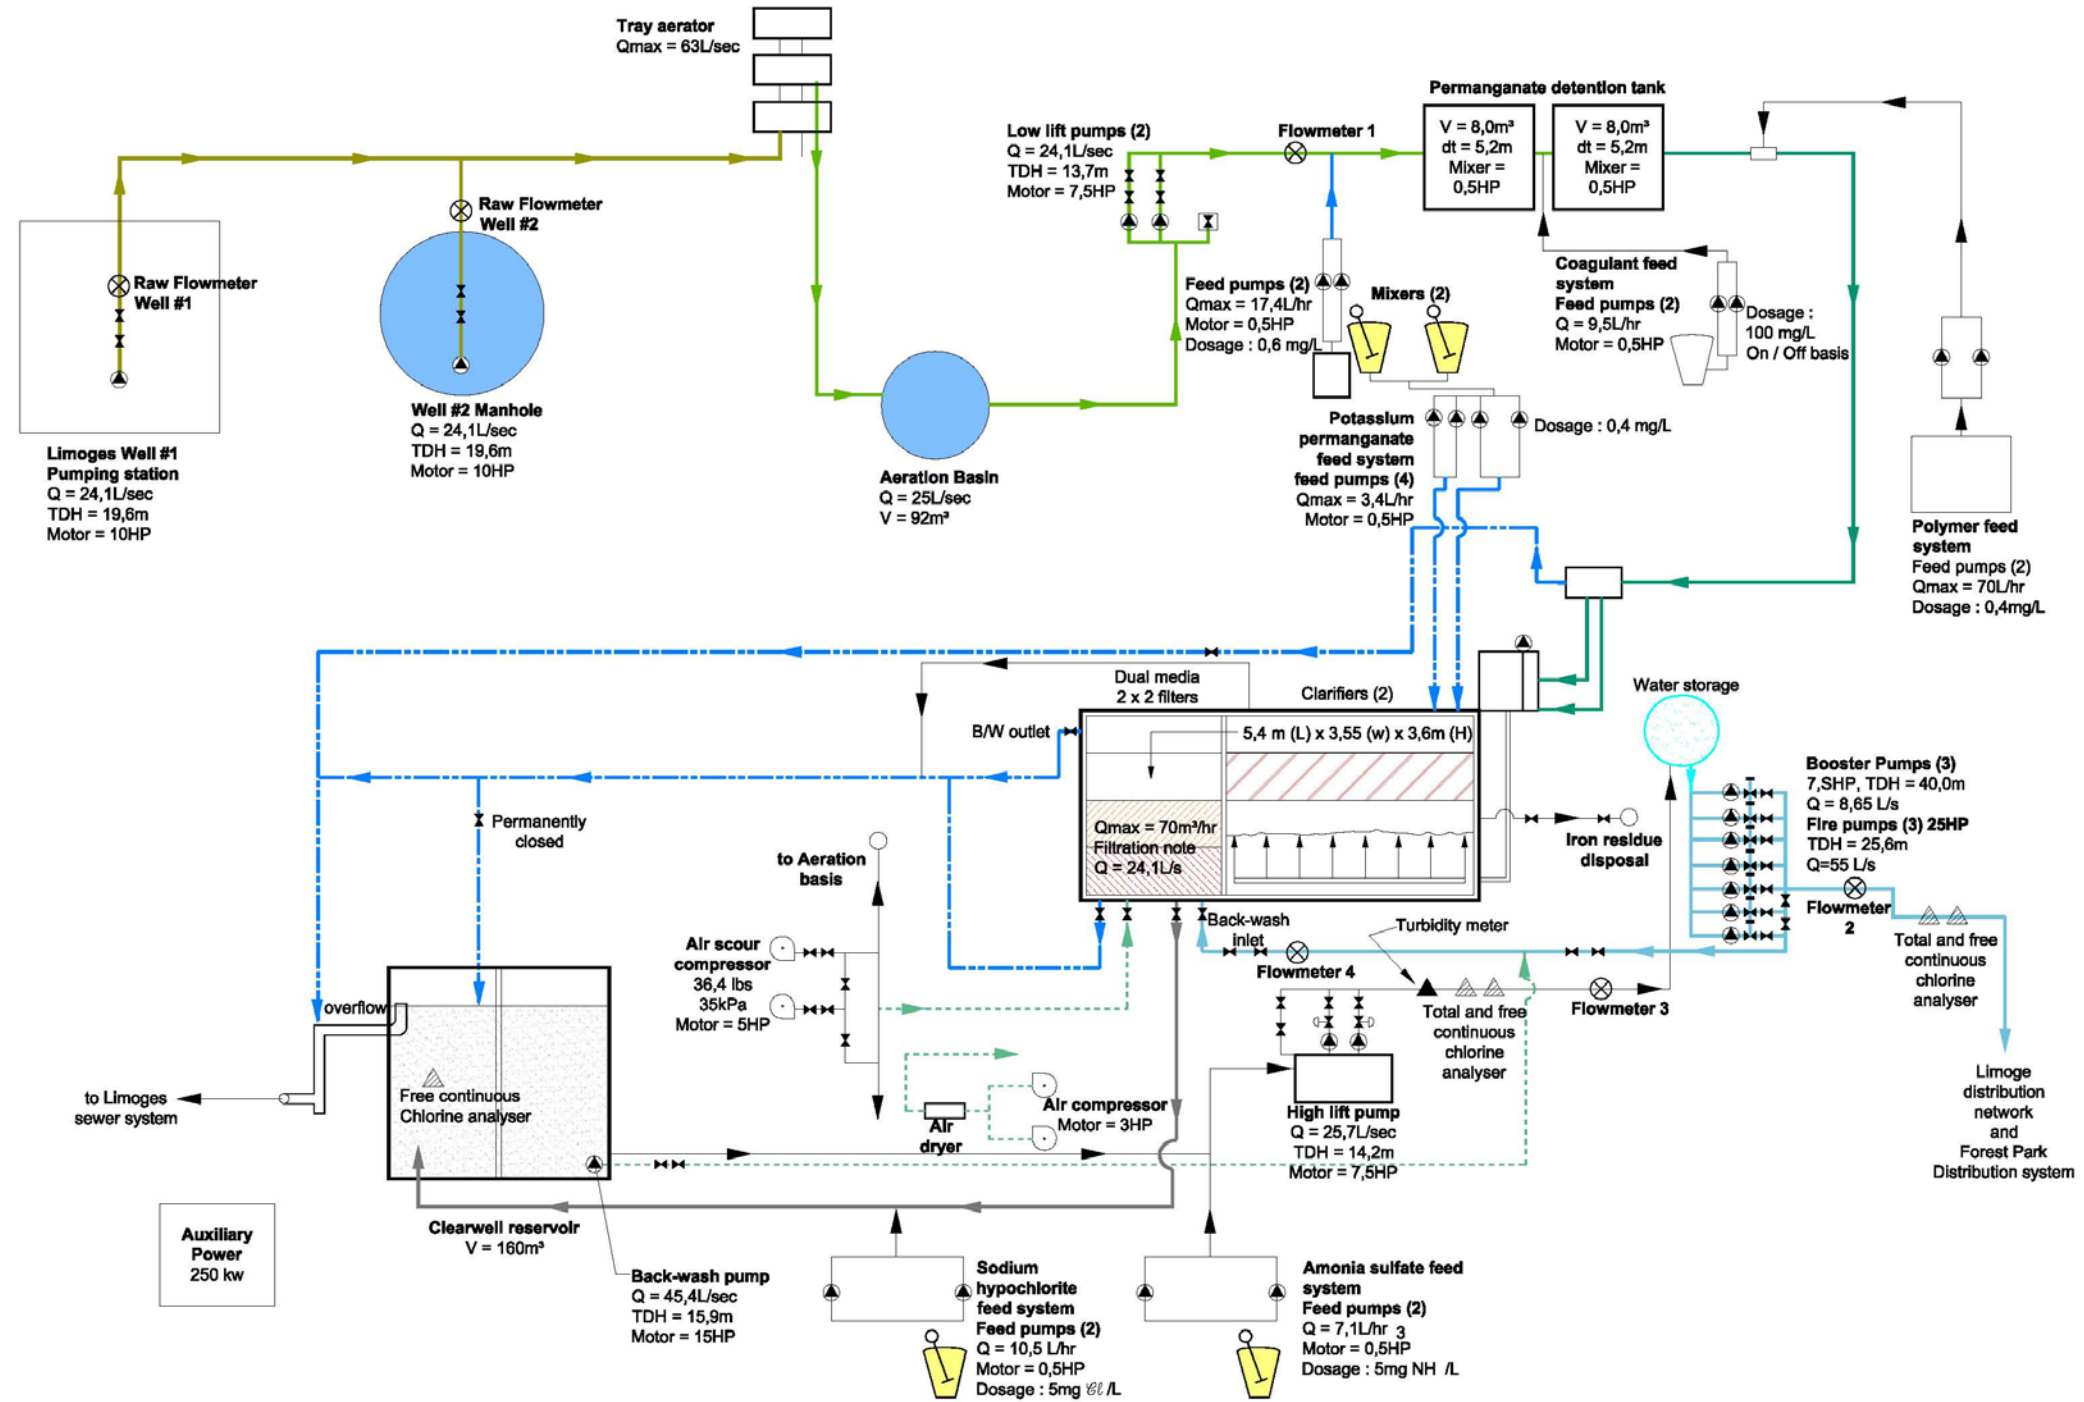 Tray aerator
Qmax = 63L/sec
Raw Flowmeter
Well #1
Limoges Well #1
Pumping station
Q = 24,1L/sec
TDH = 19,6m
Motor = 10HP
Raw Flowmeter
Well #2
Well #2 Manhole
Q = 24,1L/sec
TDH = 19,6m
Motor = 10HP
Aeration Basin
Q = 25L/sec
V = 92m³
Low lift pumps (2)
Q = 24,1L/sec
TDH = 13,7m
Motor = 7,5HP
Flowmeter 1
Permanganate detention tank
V = 8,0m³
dt = 5,2m
Mixer =
0,5HP
V = 8,0m³
dt = 5,2m
Mixer =
0,5HP
Feed pumps (2)
Qmax = 17,4L/hr
Motor = 0,5HP
Dosage : 0,6 mg/L
Mixers (2)
Coagulant feed
system
Feed pumps (2)
Q = 9,5L/hr
Motor = 0,5HP
Dosage :
100 mg/L
On / Off basis
Potassium
permanganate
feed system
feed pumps (4)
Qmax = 3,4L/hr
Motor = 0,5HP
Dosage : 0,4 mg/L
Polymer feed
system
Feed pumps (2)
Qmax = 70L/hr
Dosage : 0,4mg/L
Dual media
2 x 2 filters
Clarifiers (2)
B/W outlet
5,4 m (L) x 3,55 (w) x 3,6m (H)
Qmax = 70m³/hr
Filtration note
Q = 24,1L/s
Water storage
Booster Pumps (3)
7,SHP, TDH = 40,0m
Q = 8,65 L/s
Fire pumps (3) 25HP
TDH = 25,6m
Q=55 L/s
Flowmeter
2
Total and free
continuous
chlorine
analyser
Limoge
distribution
network
and
Forest Park
Distribution system
Iron residue
disposal
Permanently
closed
to Aeration
basis
Air scour
compressor
36,4 lbs
35kPa
Motor = 5HP
Back-wash
inlet
Flowmeter 4
Turbidity meter
Total and free
continuous
chlorine
analyser
Flowmeter 3
overflow
Free continuous
Chlorine analyser
to Limoges
sewer system
Air
dryer
Air compressor
Motor = 3HP
High lift pump
Q = 25,7L/sec
TDH = 14,2m
Motor = 7,5HP
Auxiliary
Power
250 kw
Clearwell reservoir
V = 160m³
Back-wash pump
Q = 45,4L/sec
TDH = 15,9m
Motor = 15HP
Sodium
hypochlorite
feed system
Feed pumps (2)
Q = 10,5 L/hr
Motor = 0,5HP
Dosage : 5mg Cl /L
Amonia sulfate feed
system
Feed pumps (2)
Q = 7,1L/hr 3
Motor = 0,5HP
Dosage : 5mg NH /L